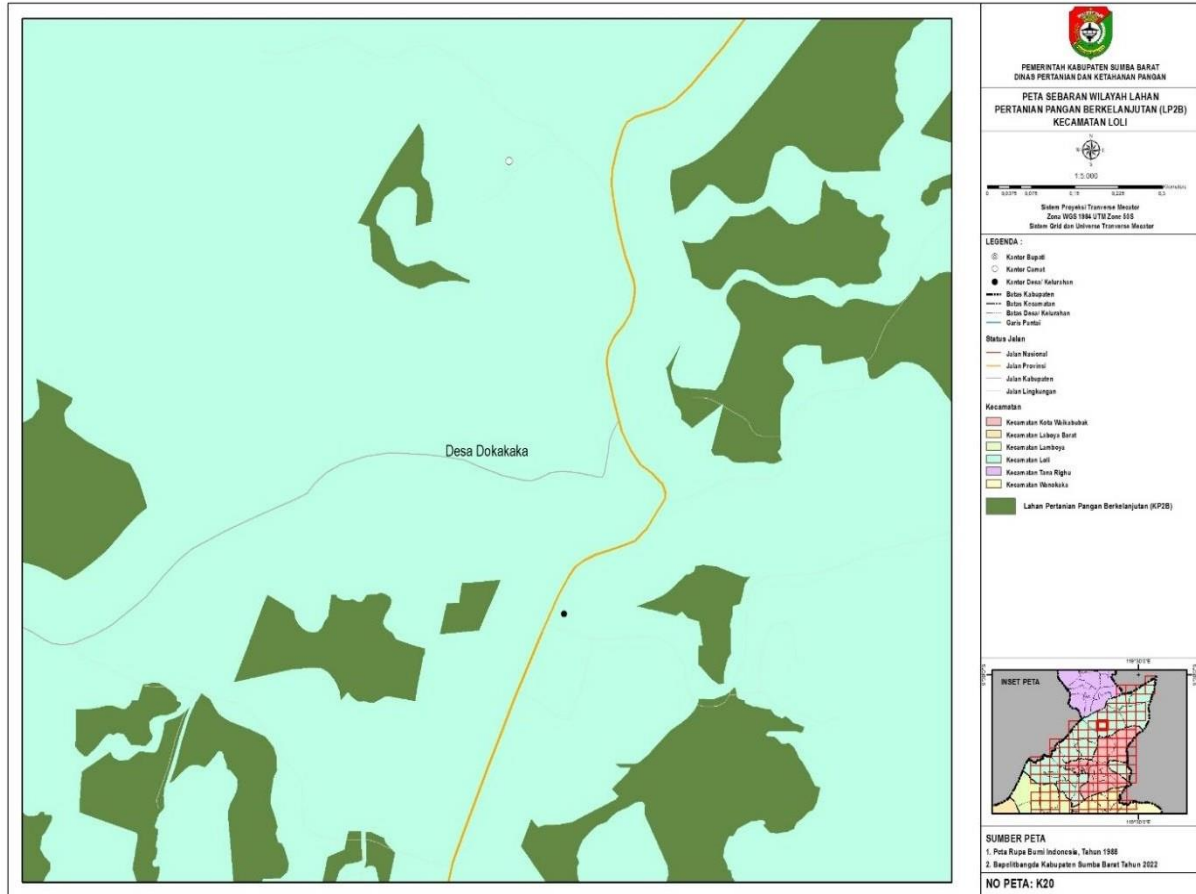 Desa Dokakaka
PEMERINTAH KABUPATEN SUMBA BARAT
DINAS PERTANIAN DAN KETAHANAN PANGAN
PETA SEBARAN WILAYAH LAHAN
PERTANIAN PANGAN BERKELANJUTAN (LP2B)
KECAMATAN LOLI
1:5.000
Sistem Proyeksi Tranverse Mecator
Zona WGS 1984 UTM Zone 50S
Sistem Grid dan Universe Tranverse Mecator
LEGENDA :
Kantor Bupati
Kantor Camat
Kantor Desa/ Kelurahan
Batas Kabupaten
Batas Kecamatan
Batas Desa/ Kelurahan
Garis Pantai
Status Jalan
Jalan Nasional
Jalan Provinsi
Jalan Kabupaten
Jalan Lingkungan
Kecamatan
Kecamatan Kota Waikabubak
Kecamatan Laboya Barat
Kecamatan Lamboya
Kecamatan Loli
Kecamatan Tana Righu
Kecamatan Wanokaka
Lahan Pertanian Pangan Berkelanjutan (KP2B)
INSET PETA
SUMBER PETA
1. Peta Rupa Bumi Indonesia, Tahun 1988
2. Bapelitbangda Kabupaten Sumba Barat Tahun 2022
NO PETA: K20